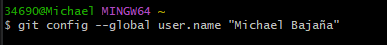 34690@Michael MINGW64 ~
$ git config --global user.name "Michael Bajaña"